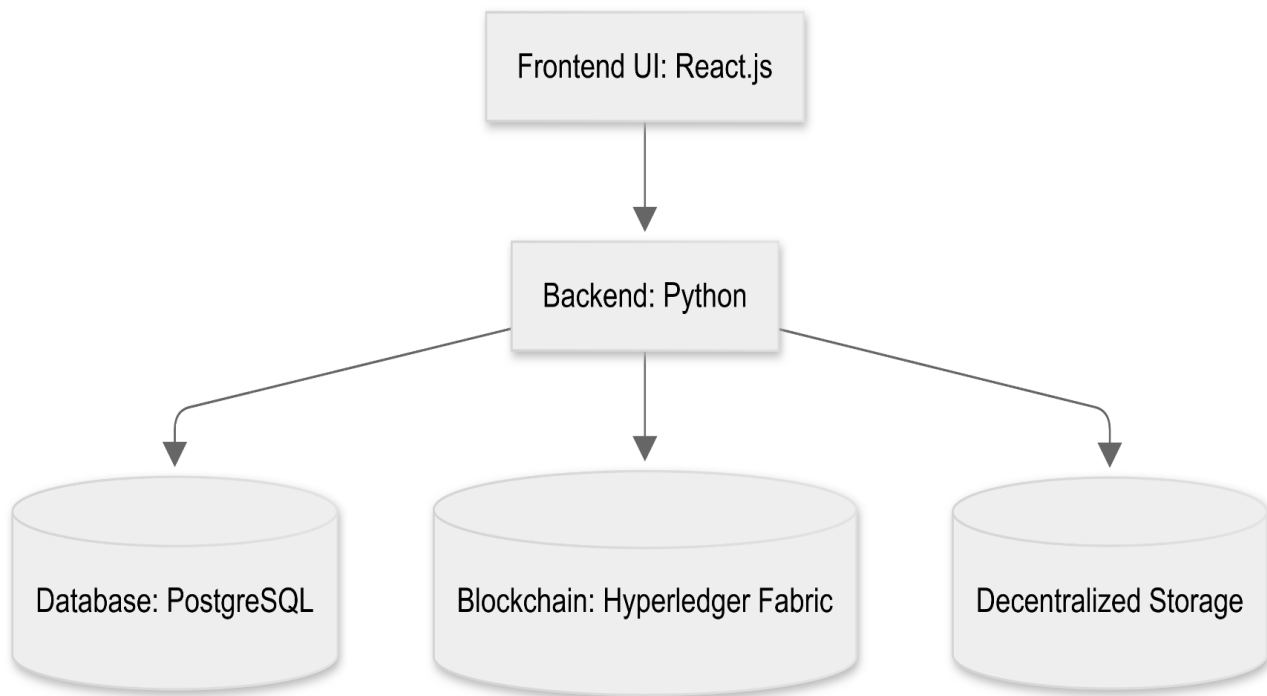 Frontend UI: React.js
Backend: Python
Database: PostgreSQL
Blockchain: Hyperledger Fabric
Decentralized Storage